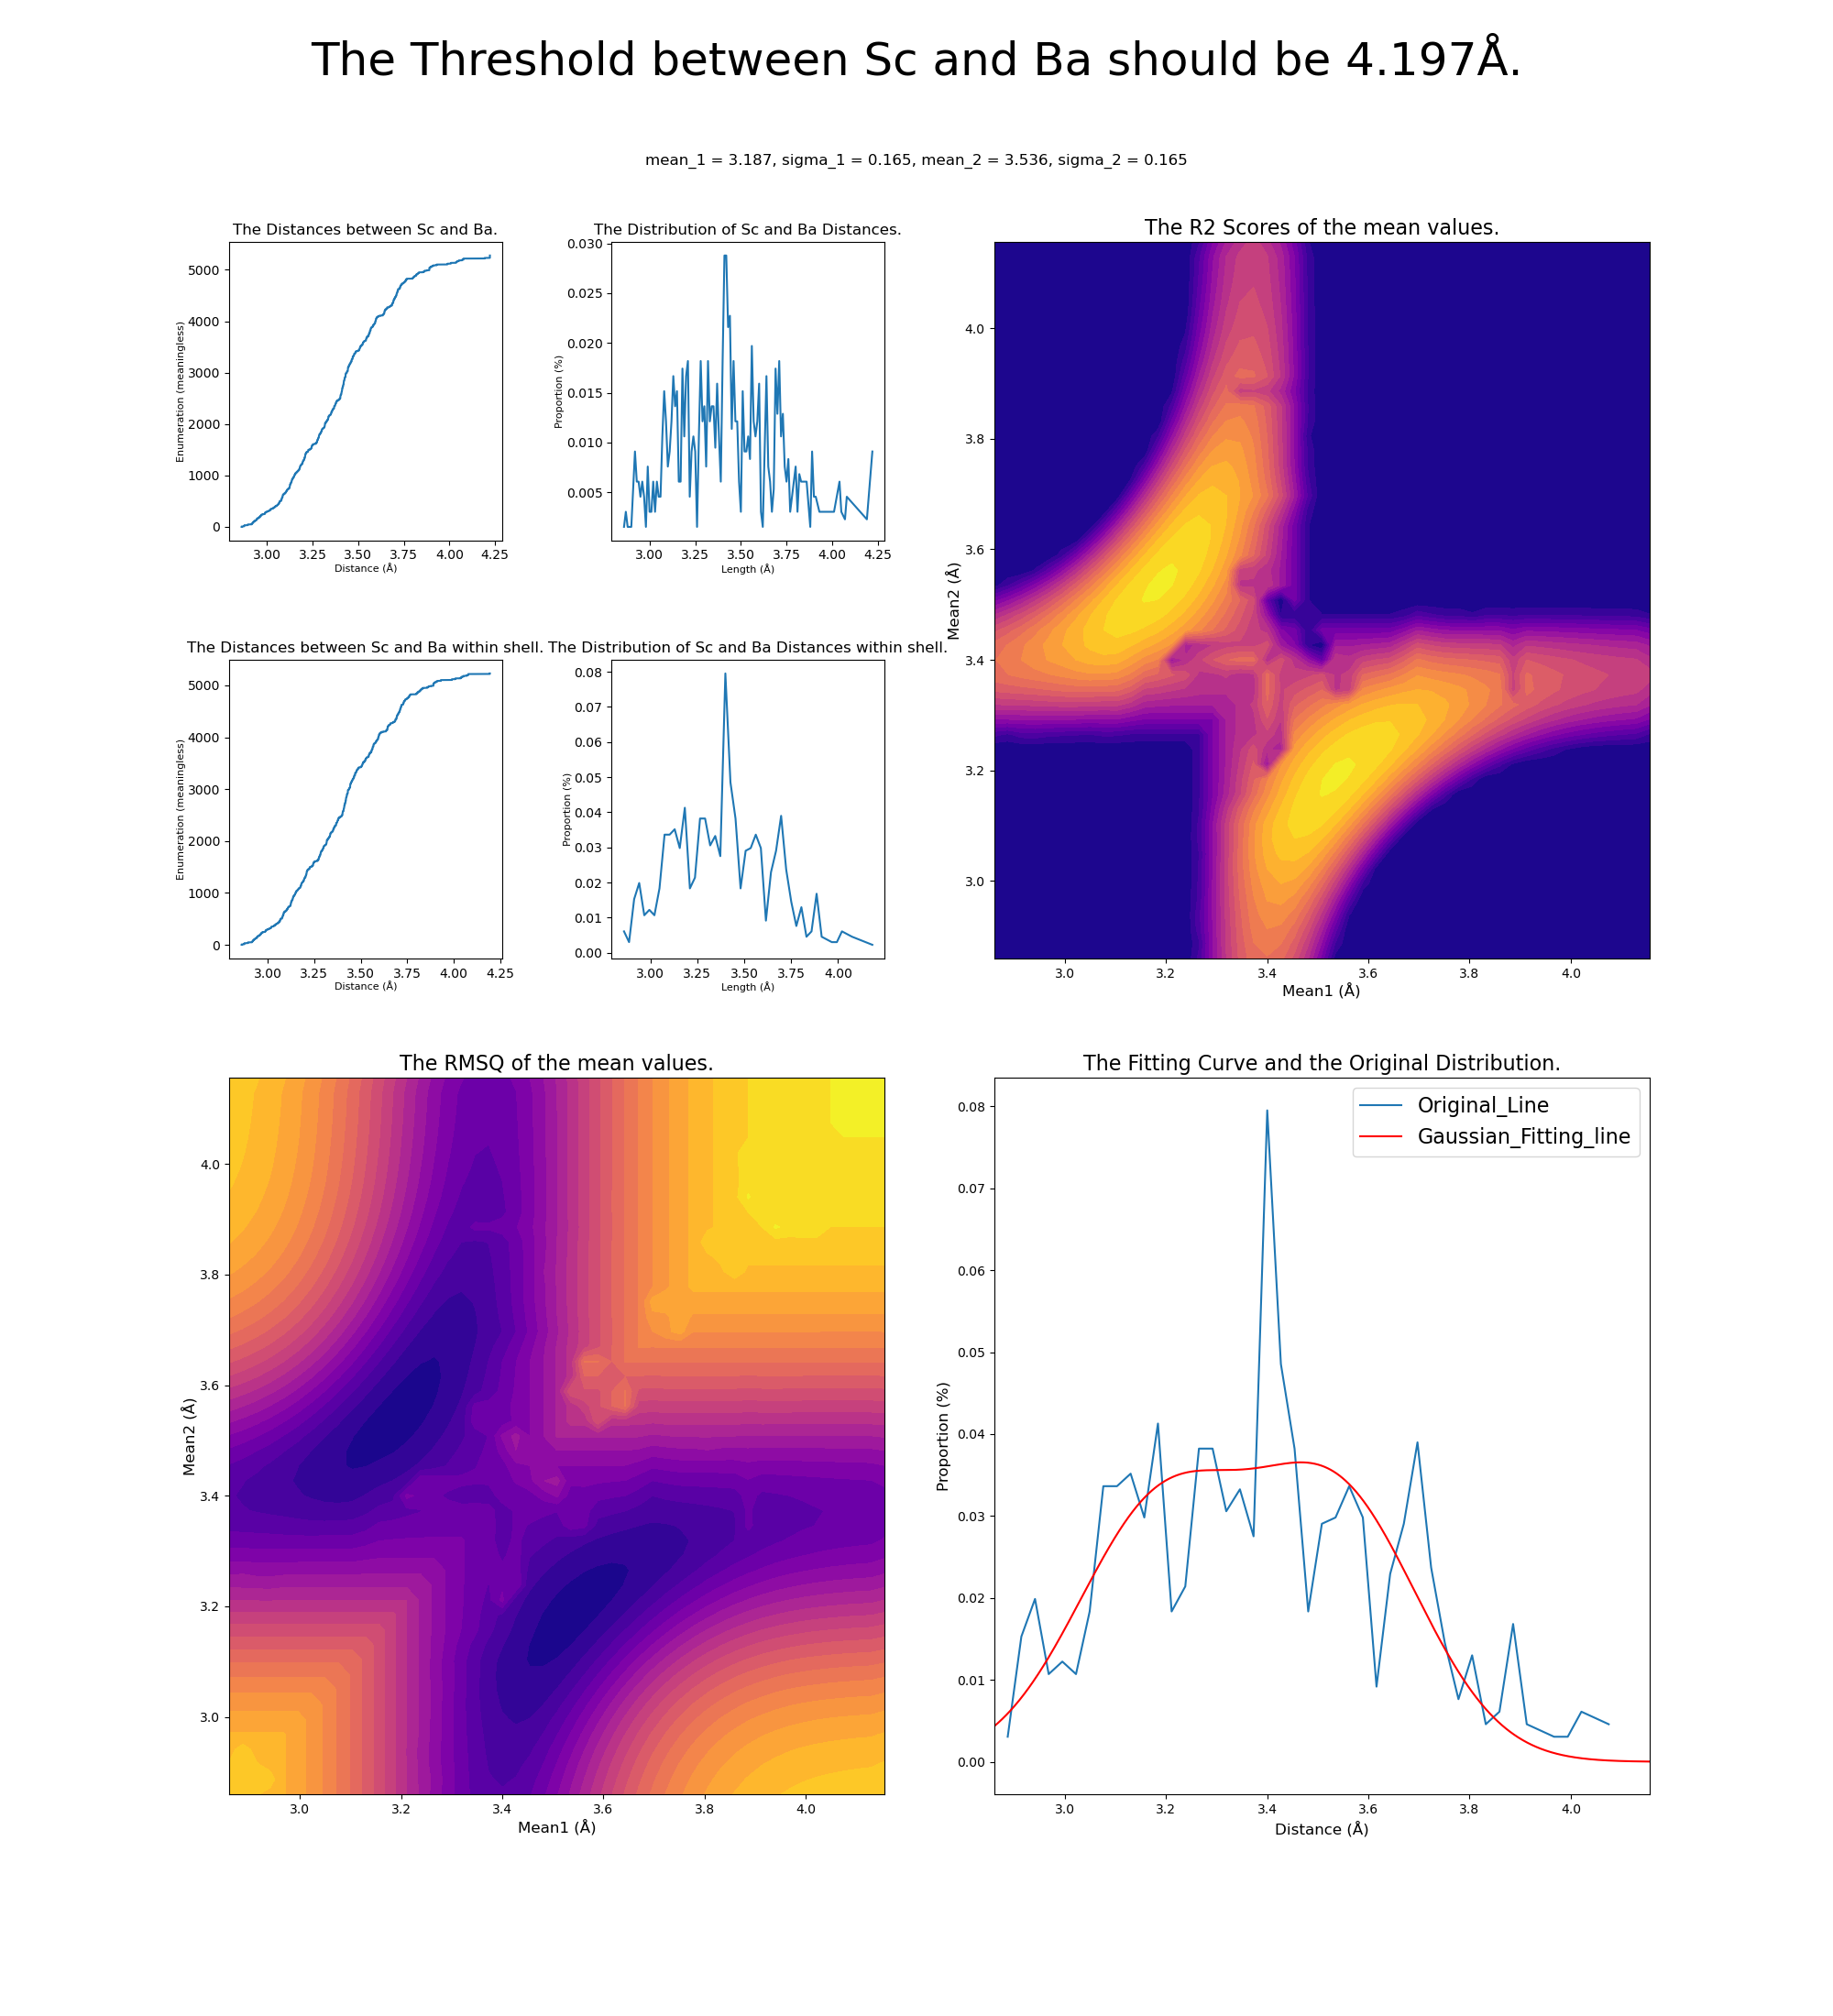 The Threshold between Sc and Ba should be 4.197Å.
mean_1 = 3.187, sigma_1 = 0.165, mean_2 = 3.536, sigma_2 = 0.165
The Distances between Sc and Ba.
Enumeration (meaningless)
5000
4000
3000
2000
1000
0
3.00 3.25 3.50 3.75 4.00 4.25
Distance (Å)
The Distribution of Sc and Ba Distances.
Proportion (%)
0.030
0.025
0.020
0.015
0.010
0.005
3.00 3.25 3.50 3.75 4.00 4.25
Length (Å)
The R2 Scores of the mean values.
Mean2 (Å)
4.0
3.8
3.6
3.4
3.2
3.0
3.0 3.2 3.4 3.6 3.8 4.0
Mean1 (Å)
The Distances between Sc and Ba within shell.
Enumeration (meaningless)
5000
4000
3000
2000
1000
0
3.00 3.25 3.50 3.75 4.00 4.25
Distance (Å)
The Distribution of Sc and Ba Distances within shell.
Proportion (%)
0.08
0.07
0.06
0.05
0.04
0.03
0.02
0.01
0.00
3.00 3.25 3.50 3.75 4.00
Length (Å)
The RMSQ of the mean values.
Mean2 (Å)
4.0
3.8
3.6
3.4
3.2
3.0
3.0 3.2 3.4 3.6 3.8 4.0
Mean1 (Å)
The Fitting Curve and the Original Distribution.
Original_Line
Gaussian_Fitting_line
Proportion (%)
0.08
0.07
0.06
0.05
0.04
0.03
0.02
0.01
0.00
3.0 3.2 3.4 3.6 3.8 4.0
Distance (Å)